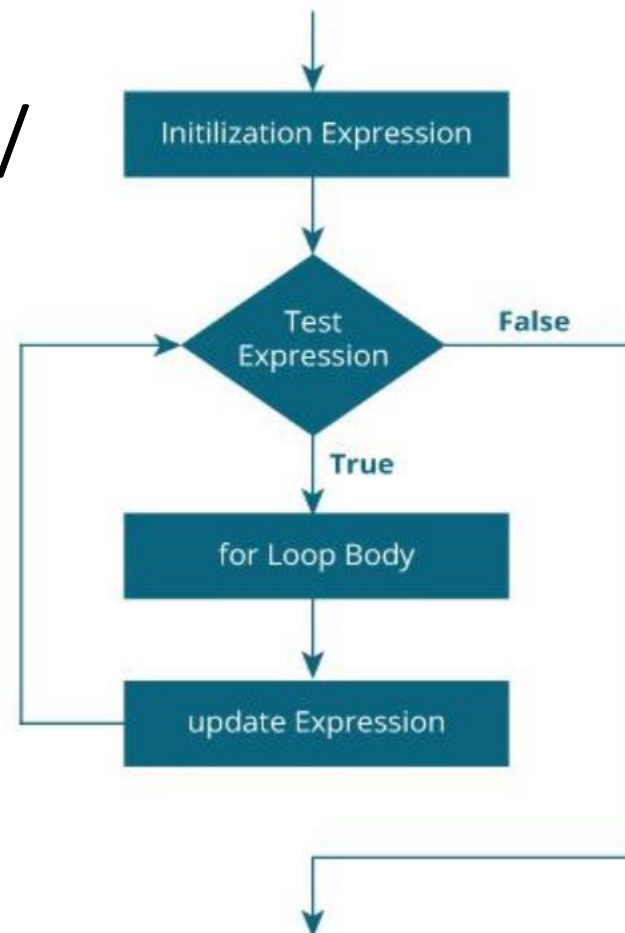 /
Initilization Expression
Test
Expression
False
True
for Loop Body
update Expression